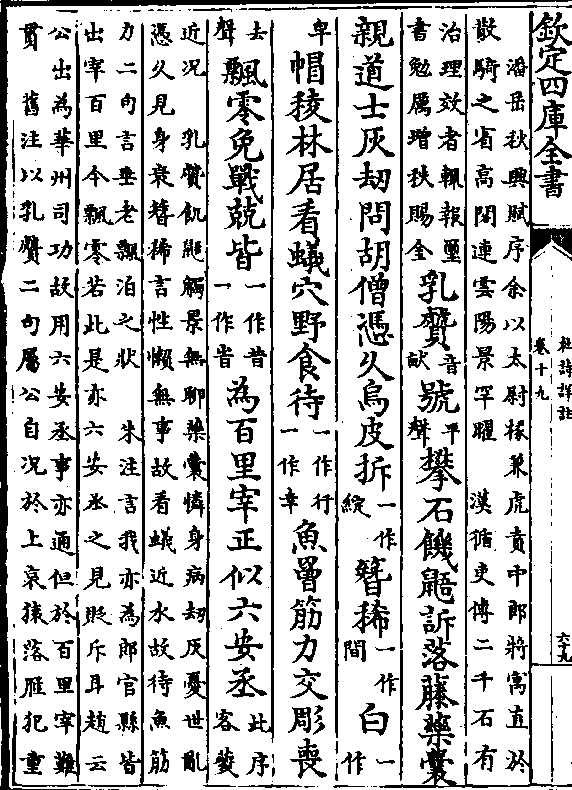 欽定四庫全書
杜詩詳註
卷十九
六九
潘岳秋興賦序余以太尉掾兼虎賁中郎將寓直於
散騎之省高閣連雲陽景罕曜 漢循吏傳二千石有
治理效者輒報璽
書勉厲增秩賜金
乳贙音獻號平聲攀石饑鼯訴落藤藥囊
親道士灰劫問胡僧憑久烏皮拆一作綻簪稀一作間白一作
卑帽稜林居看蟻穴野食待一作行一作幸魚罾筋力交彫喪
去聲飄零免戰兢皆一作昔一作皆為百里宰正似六安丞此序客夔
近況 乳贙飢鼯觸景無聊藥囊憐身病劫灰憂世亂
憑久見身衰簪稀言性懶無事故看蟻近水故待魚筋
力二句言垂老飄泊之狀 朱注言我亦為郎官縣皆
出宰百里今飄零若此是亦六安丞之見貶斥耳趙云
公出為華州司功故用六安丞事亦通但於百里宰難
貫 舊注以乳贙二句屬公自況於上哀猿落雁犯重